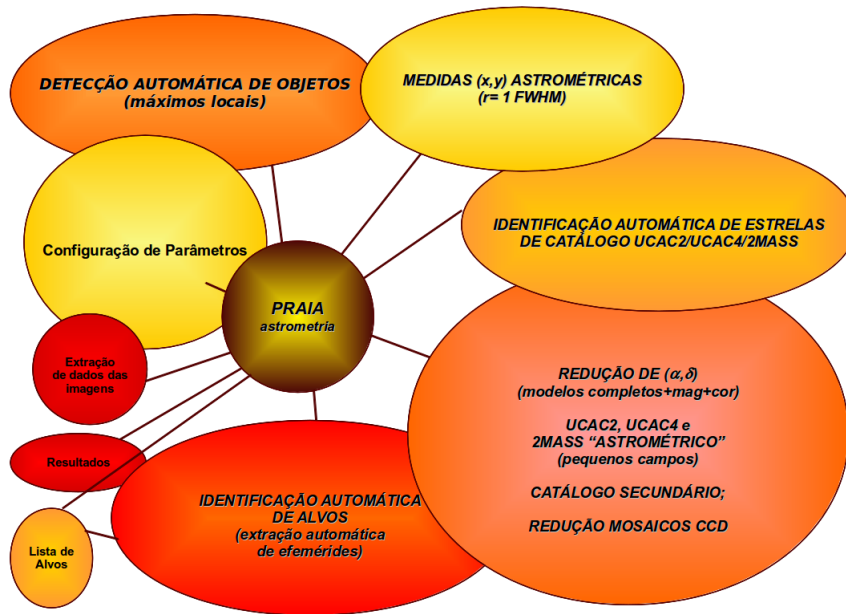 DETECÇÃO AUTOMÁTICA DE OBJETOS
(máximos locais)
MEDIDAS (x,y) ASTROMÉTRICAS
(r= 1 FWHM)
IDENTIFICAÇÃO AUTOMÁTICA DE ESTRELAS
DE CATÁLOGO UCAC2/UCAC4/2MASS
Configuração de Parâmetros
PRAIA
astrometria
Extração
de dados das
imagens
REDUÇÃO DE (α,δ)
(modelos completos+mag+cor)
UCAC2, UCAC4 e
2MASS “ASTROMÉTRICO”
(pequenos campos)
CATÁLOGO SECUNDÁRIO;
REDUÇÃO MOSAICOS CCD
Resultados
IDENTIFICAÇÃO AUTOMÁTICA
DE ALVOS
(extração automática
de efemérides)
Lista de
Alvos